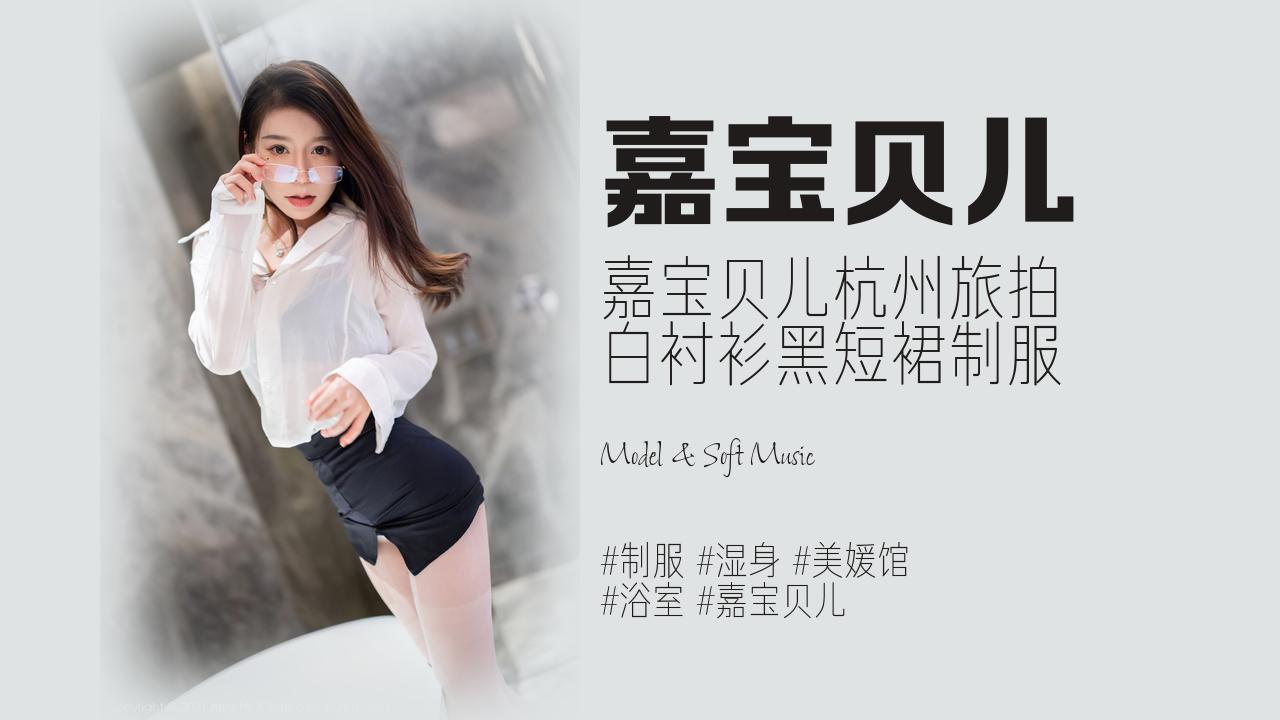 嘉宝贝儿
嘉宝贝儿杭州旅拍
白衬衫黑短裙制服
Model & Soft Music
#制服 #湿身 #美媛馆
#浴室 #嘉宝贝儿